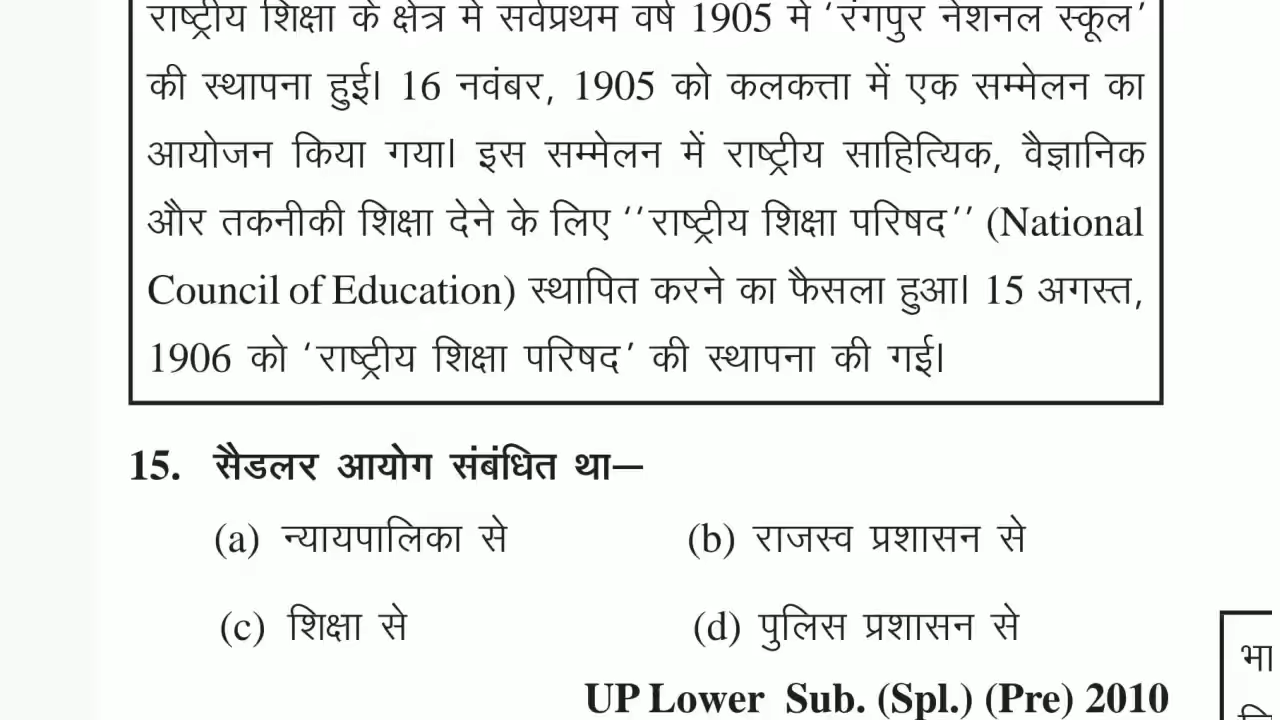 राष्ट्रीय शिक्षा के क्षेत्र में सर्वप्रथम वर्ष 1905 में ‘रंगपुर नेशनल स्कूल’
की स्थापना हुई। 16 नवंबर, 1905 को कलकत्ता में एक सम्मेलन का
आयोजन किया गया। इस सम्मेलन में राष्ट्रीय साहित्यिक, वैज्ञानिक
और तकनीकी शिक्षा देने के लिए ‘‘राष्ट्रीय शिक्षा परिषद’’ (National
Council of Education) स्थापित करने का फैसला हुआ। 15 अगस्त,
1906 को ‘राष्ट्रीय शिक्षा परिषद’ की स्थापना की गई।
15. सैडलर आयोग संबंधित था—
(a) न्यायपालिका से (b) राजस्व प्रशासन से
(c) शिक्षा से (d) पुलिस प्रशासन से
UP Lower Sub. (Spl.) (Pre) 2010